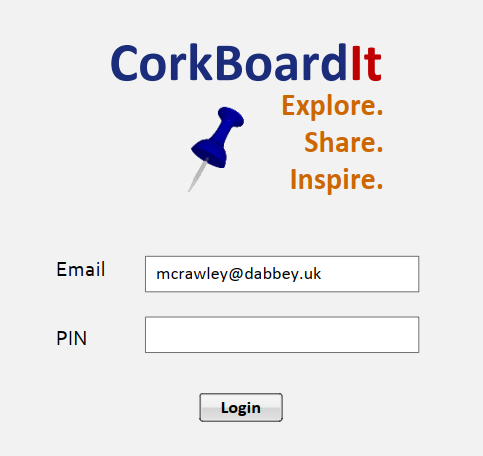 CorkBoardIt
Explore.
Share.
Inspire.
Email
mcrawley@dabbey.uk
PIN
Login